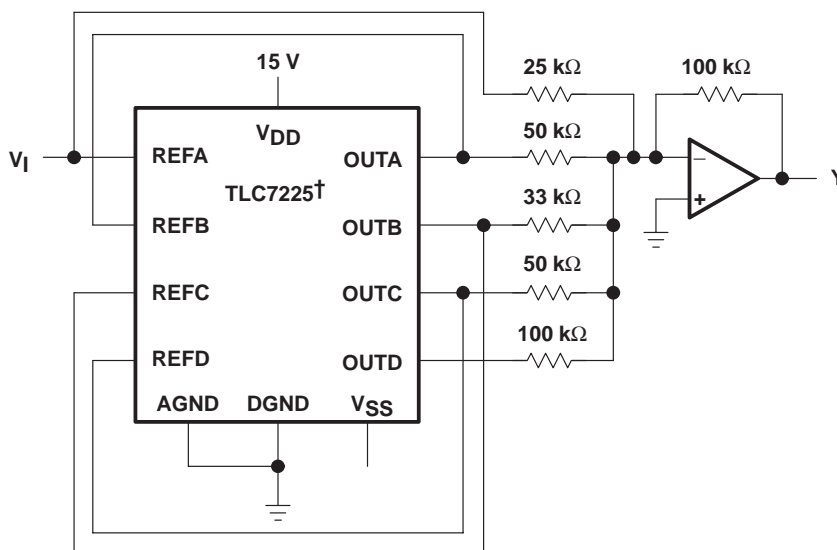 15 V
25 kΩ
100 kΩ
VDD
50 kΩ
VI
REFA
OUTA
−
TLC7225†
+
Y
33 kΩ
REFB
OUTB
50 kΩ
REFC
OUTC
100 kΩ
REFD
OUTD
AGND
DGND
VSS